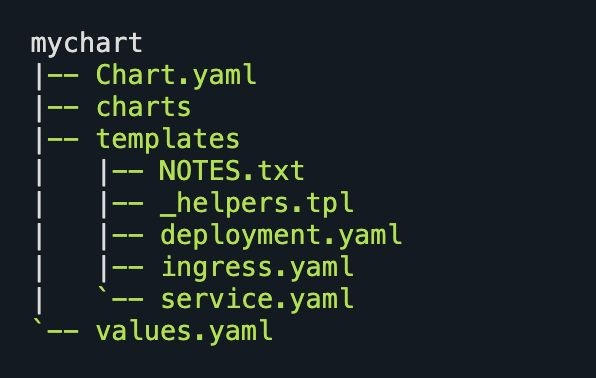 mychart
|-- Chart.yaml
|-- charts
|-- templates
|   |-- NOTES.txt
|   |-- _helpers.tpl
|   |-- deployment.yaml
|   |-- ingress.yaml
|   `-- service.yaml
`-- values.yaml